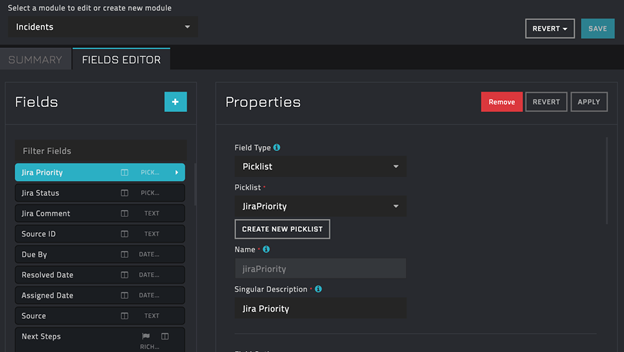 Select a module to edit or create new module
Incidents
REVERT
SAVE
SUMMARY
FIELDS EDITOR
Fields
+
Filter Fields
Jira Priority PICK...
Jira Status PICK...
Jira Comment TEXT
Source ID TEXT
Due By DATE...
Resolved Date DATE...
Assigned Date DATE...
Source TEXT
Next Steps
RICH...
Properties
Remove
REVERT
APPLY
Field Type
Picklist
Picklist *
JiraPriority
CREATE NEW PICKLIST
Name *
jiraPriority
Singular Description *
Jira Priority